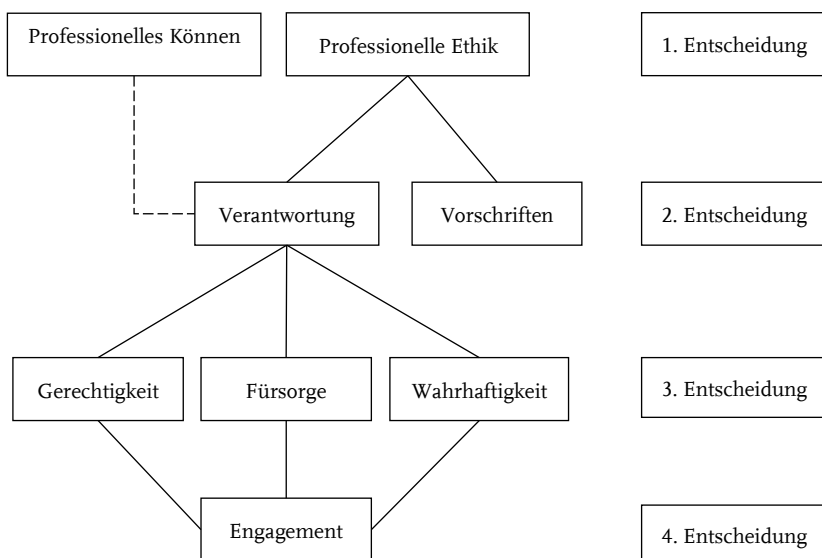 Professionelles Können
Professionelle Ethik
1. Entscheidung
Verantwortung
Vorschriften
2. Entscheidung
Gerechtigkeit
Fürsorge
Wahrhaftigkeit
3. Entscheidung
Engagement
4. Entscheidung